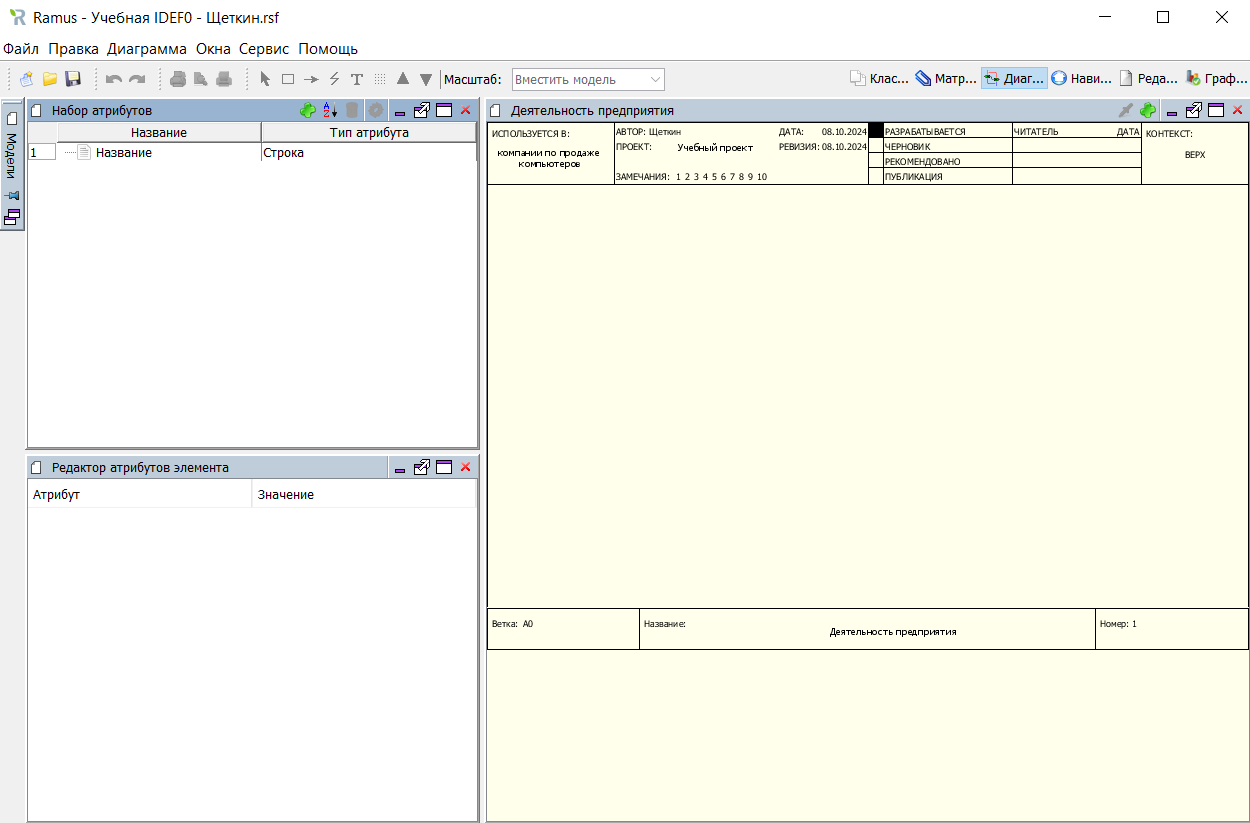 Ramus - Учебная IDEF0 - Щеткин.rsf
Файл Правка Диаграмма Окна Сервис Помощь
Масштаб: Вместить модель Клас... Матр... Диаг... Нави... Реда... Граф...
Модели
Набор атрибутов
Название Тип атрибута
1 Название Строка
Редактор атрибутов элемента
Атрибут Значение
Деятельность предприятия
ИСПОЛЬЗУЕТСЯ В: АВТОР: Щеткин ДАТА: 08.10.2024 РАЗРАБАТЫВАЕТСЯ ЧИТАТЕЛЬ ДАТА КОНТЕКСТ:
компании по продаже компьютеров ПРОЕКТ: Учебный проект РЕВИЗИЯ: 08.10.2024 ЧЕРНОВИК ВЕРХ
РЕКОМЕНДОВАНО
ЗАМЕЧАНИЯ: 1 2 3 4 5 6 7 8 9 10 ПУБЛИКАЦИЯ
Ветка: A0 Название: Номер: 1
Деятельность предприятия